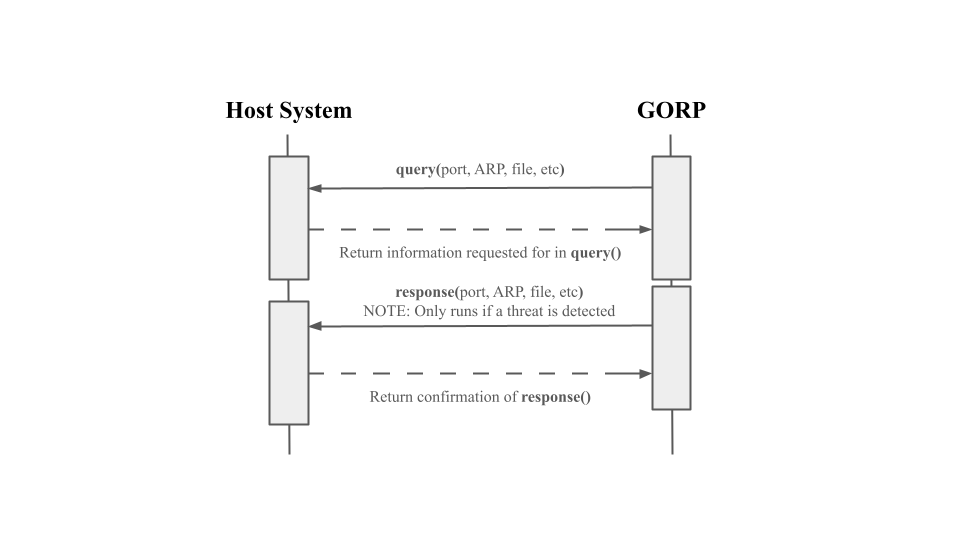 Host System
GORP
query(port, ARP, file, etc)
Return information requested for in query()
response(port, ARP, file, etc)
NOTE: Only runs if a threat is detected
Return confirmation of response()